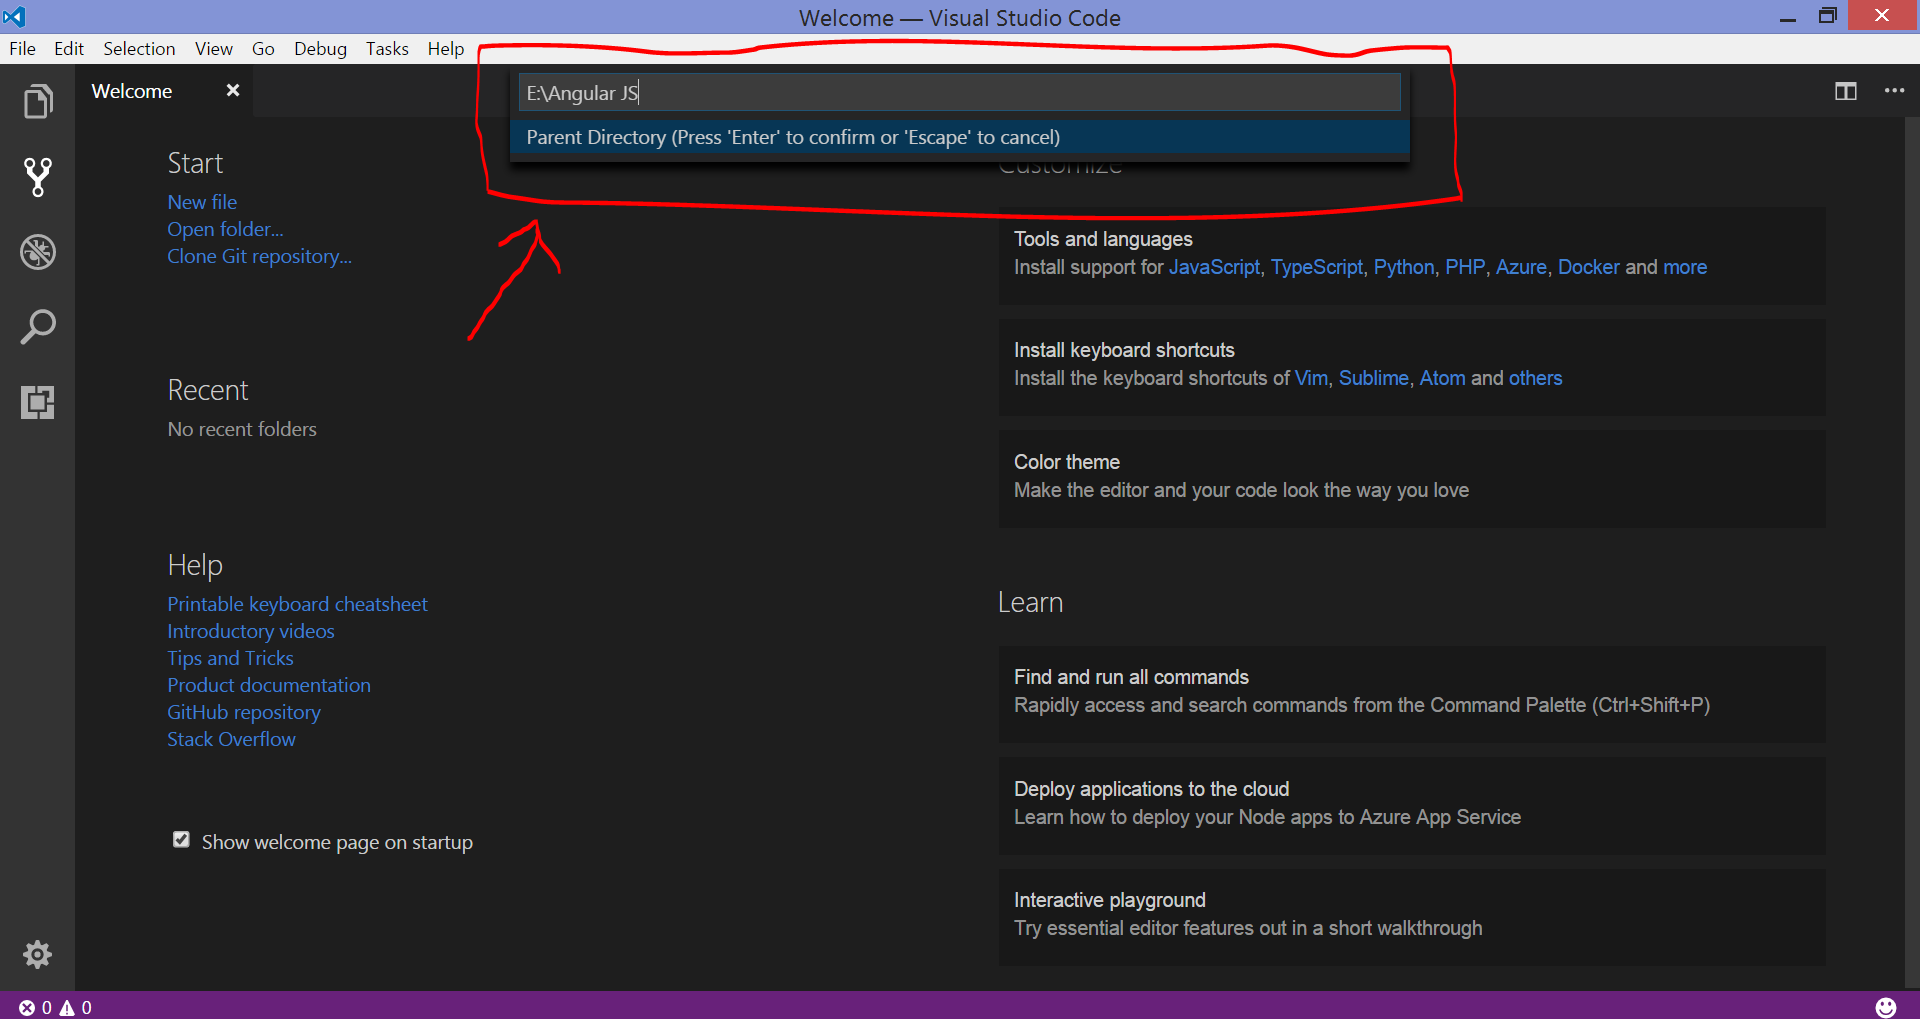 Welcome — Visual Studio Code
File Edit Selection View Go Debug Tasks Help
Welcome
E:\Angular JS
Parent Directory (Press 'Enter' to confirm or 'Escape' to cancel)
Start
New file
Open folder...
Clone Git repository...
Recent
No recent folders
Help
Printable keyboard cheatsheet
Introductory videos
Tips and Tricks
Product documentation
GitHub repository
Stack Overflow
Show welcome page on startup
Customize
Tools and languages
Install support for JavaScript, TypeScript, Python, PHP, Azure, Docker and more
Install keyboard shortcuts
Install the keyboard shortcuts of Vim, Sublime, Atom and others
Color theme
Make the editor and your code look the way you love
Learn
Find and run all commands
Rapidly access and search commands from the Command Palette (Ctrl+Shift+P)
Deploy applications to the cloud
Learn how to deploy your Node apps to Azure App Service
Interactive playground
Try essential editor features out in a short walkthrough
0 0